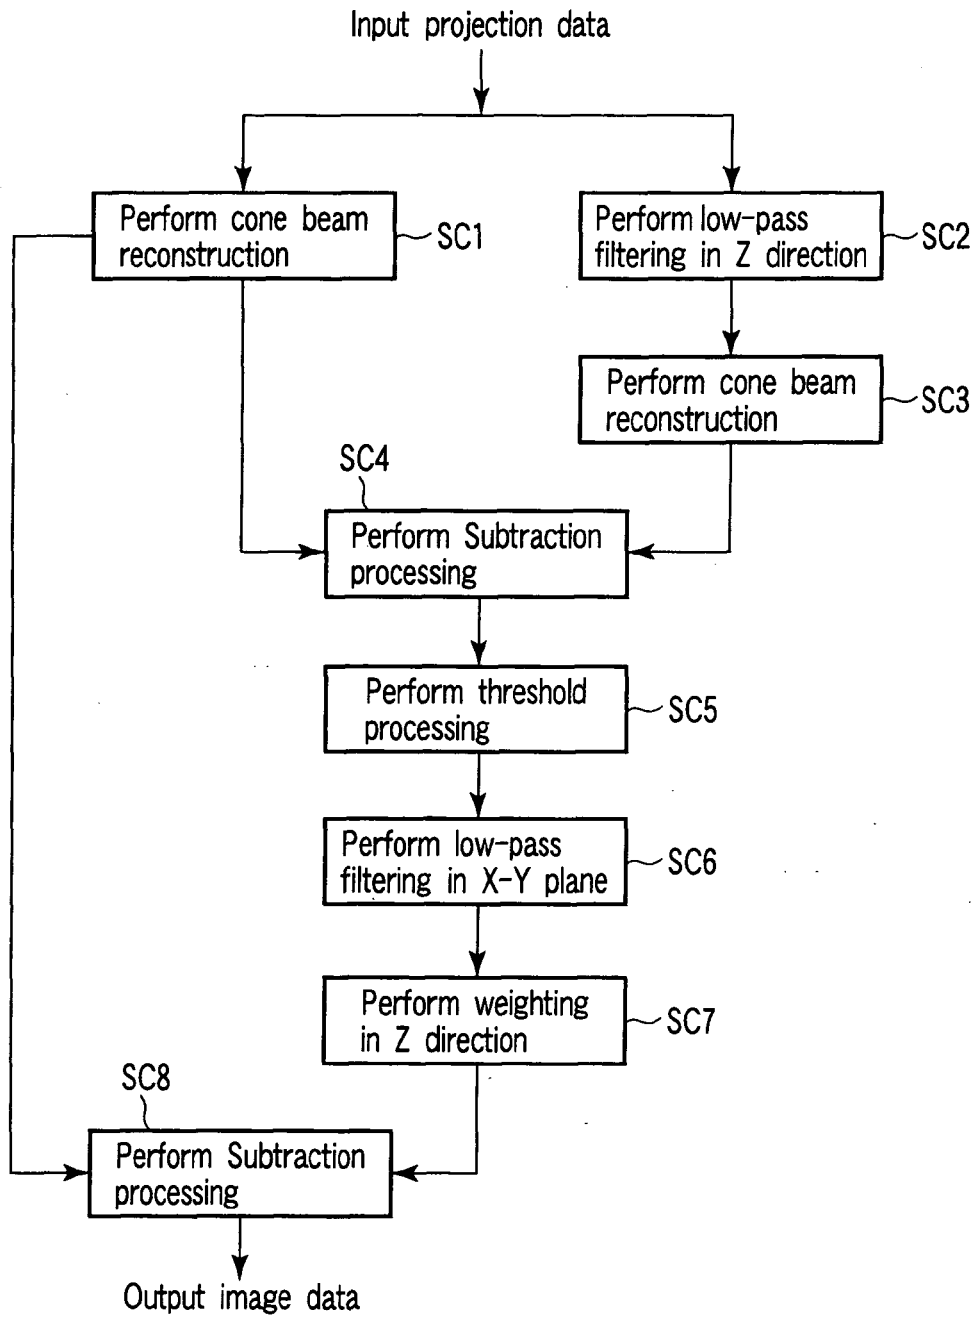 Input projection data
Perform cone beam
reconstruction
SC1
Perform low-pass
filtering in Z direction
SC2
Perform cone beam
reconstruction
SC3
SC4
Perform Subtraction
processing
Perform threshold
processing
SC5
Perform low-pass
filtering in X-Y plane
SC6
Perform weighting
in Z direction
SC7
SC8
Perform Subtraction
processing
Output image data